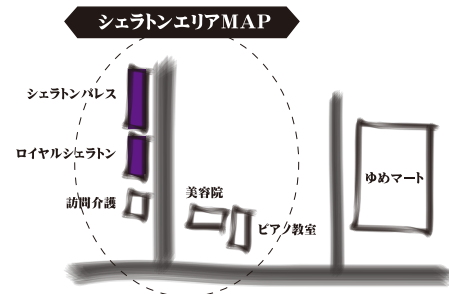 シェラトンエリアMAP
シェラトンパレス
ロイヤルシェラトン
訪問介護
美容院
ピアノ教室
ゆめマート